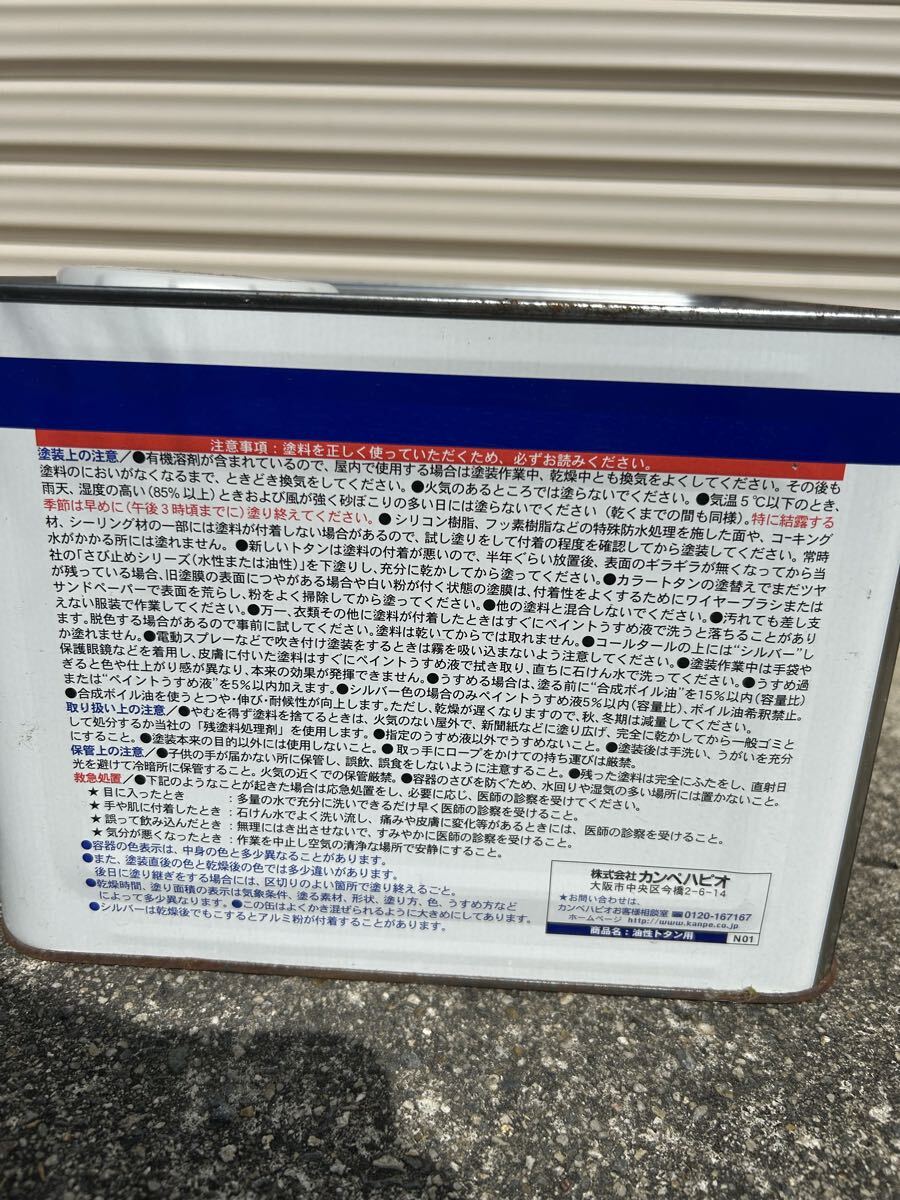 注意事項：塗料を正しく使っていただくため、必ずお読みください。
塗装上の注意／●有機溶剤が含まれているので、屋内で使用する場合は塗装作業中、乾燥中とも換気をよくしてください。その後も
塗料のにおいがなくなるまで、ときどき換気をしてください。●火気のあるところでは塗らないでください。●気温5℃以下のとき、
雨天、湿度の高い(85%以上)ときおよび風が強く砂ぼこりの多い日には塗らないでください(乾くまでの間も同様)。特に結露する
季節は早めに(午後3時頃までに)塗り終えてください。●シリコン樹脂、フッ素樹脂などの特殊防水処理を施した面や、コーキング
材、シーリング材の一部には塗料が付着しない場合があるので、試し塗りをして付着の程度を確認してから塗装してください。常時
水がかかる所には塗れません。●新しいトタンは塗料の付着が悪いので、半年ぐらい放置後、表面のギラギラが無くなってから当
社の「さび止めシリーズ(水性または油性)」を下塗りし、充分に乾かしてから塗ってください。●カラートタンの塗替えでまだツヤ
が残っている場合、旧塗膜の表面につやがある場合や白い粉が付く状態の塗膜は、付着性をよくするためにワイヤーブラシまたは
サンドペーパーで表面を荒らし、粉をよく掃除してから塗ってください。●他の塗料と混合しないでください。●汚れても差し支
えない服装で作業してください。●万一、衣類その他に塗料が付着したときはすぐにペイントうすめ液で洗うと落ちることがあり
ます。脱色する場合があるので事前に試してください。塗料は乾いてからでは取れません。●コールタールの上には“シルバー”し
か塗れません。●電動スプレーなどで吹き付け塗装をするときは霧を吸い込まないよう注意してください。●塗装作業中は手袋や
保護眼鏡などを着用し、皮膚に付いた塗料はすぐにペイントうすめ液で拭き取り、直ちに石けん水で洗ってください。●うすめ過
ぎると色や仕上がり感が異なり、本来の効果が発揮できません。●うすめる場合は、塗る前に“合成ボイル油”を15%以内(容量比)
または“ペイントうすめ液”を5%以内加えます。●シルバー色の場合のみペイントうすめ液5%以内(容量比)、ボイル油希釈禁止。
●合成ボイル油を使うとつや・伸び・耐候性が向上します。ただし、乾燥が遅くなりますので、秋、冬期は減量してください。
取り扱い上の注意／●やむを得ず塗料を捨てるときは、火気のない屋外で、新聞紙などに塗り広げ、完全に乾かしてから一般ゴミと
して処分するか当社の「残塗料処理剤」を使用します。●指定のうすめ液以外でうすめないこと。●塗装後は手洗い、うがいを充分
にすること。●塗装本来の目的以外には使用しないこと。●取っ手にロープをかけての持ち運びは厳禁。
保管上の注意／●子供の手が届かない所に保管し、誤飲、誤食をしないように注意すること。●残った塗料は完全にふたをし、直射日
光を避けて冷暗所に保管すること。火気の近くでの保管厳禁。●容器のさびを防ぐため、水回りや湿気の多い場所には置かないこと。
救急処置／●下記のようなことが起きた場合は応急処置をし、必要に応じ、医師の診察を受けてください。
★目に入ったとき：多量の水で充分に洗いできるだけ早く医師の診察を受けること。
★手や肌に付着したとき：石けん水でよく洗い流し、痛みや皮膚に変化等があるときには、医師の診察を受けること。
★誤って飲み込んだとき：無理にはき出させないで、すみやかに医師の診察を受けること。
★気分が悪くなったとき：作業を中止し空気の清浄な場所で安静にすること。
●容器の色表示は、中身の色と多少異なることがあります。
●また、塗装直後の色と乾燥後の色では多少違いがあります。
後日に塗り継ぎをする場合には、区切りのよい箇所で塗り終えること。
●乾燥時間、塗り面積の表示は気象条件、塗る素材、形状、塗り方、色、うすめ方など
によって多少異なります。●この缶はよくかき混ぜられるように大きめにしてあります。
●シルバーは乾燥後でもこするとアルミ粉が付着することがあります。
株式会社カンペハピオ
大阪市中央区今橋2-6-14
★お問い合わせは、
カンペハピオお客様相談室☎0120-167167
ホームページ http://www.kanpe.co.jp
商品名：油性トタン用 N01